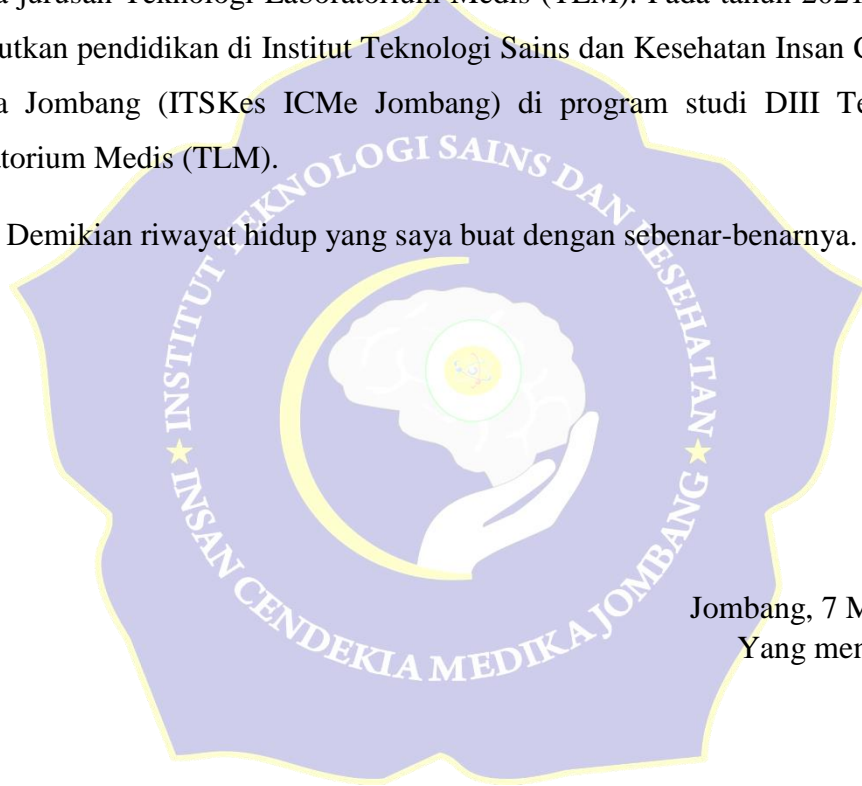 a jurusan Teknologi Laboratorium Medis (TLM). Pada tahun 2021
utkan pendidikan di Institut Teknologi Sains dan Kesehatan Insan C
a Jombang (ITSKes ICMe Jombang) di program studi DIII Te
atorium Medis (TLM).
INSTITUT TEKNOLOGI SAINS DAN KESEHATAN
Demikian riwayat hidup yang saya buat dengan sebenar-benarnya.
INSAN CENDEKIA MEDIKA JOMBANG
Jombang, 7 M
Yang men